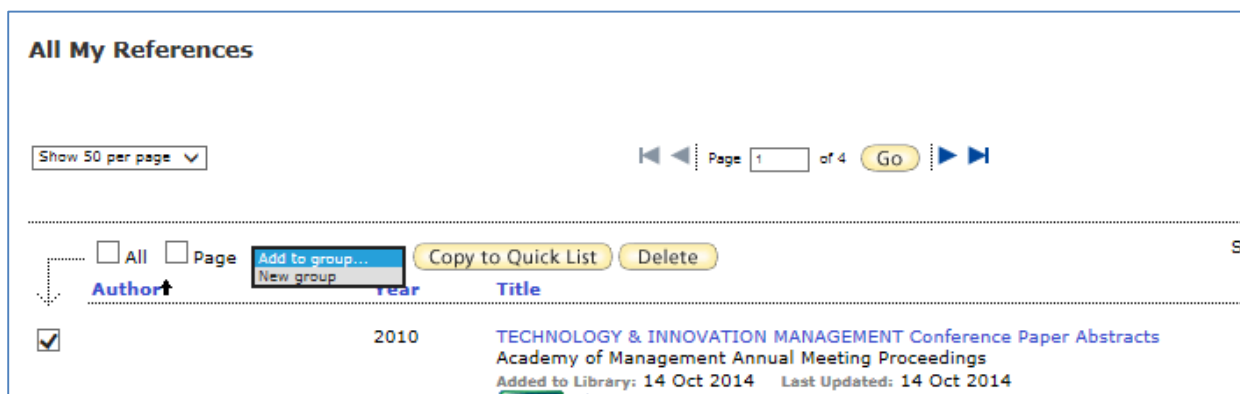 All My References
Show 50 per page
Page 1 of 4 Go
All Page Add to group... Copy to Quick List Delete S
New group
Author Year Title
2010 TECHNOLOGY & INNOVATION MANAGEMENT Conference Paper Abstracts
Academy of Management Annual Meeting Proceedings
Added to Library: 14 Oct 2014 Last Updated: 14 Oct 2014